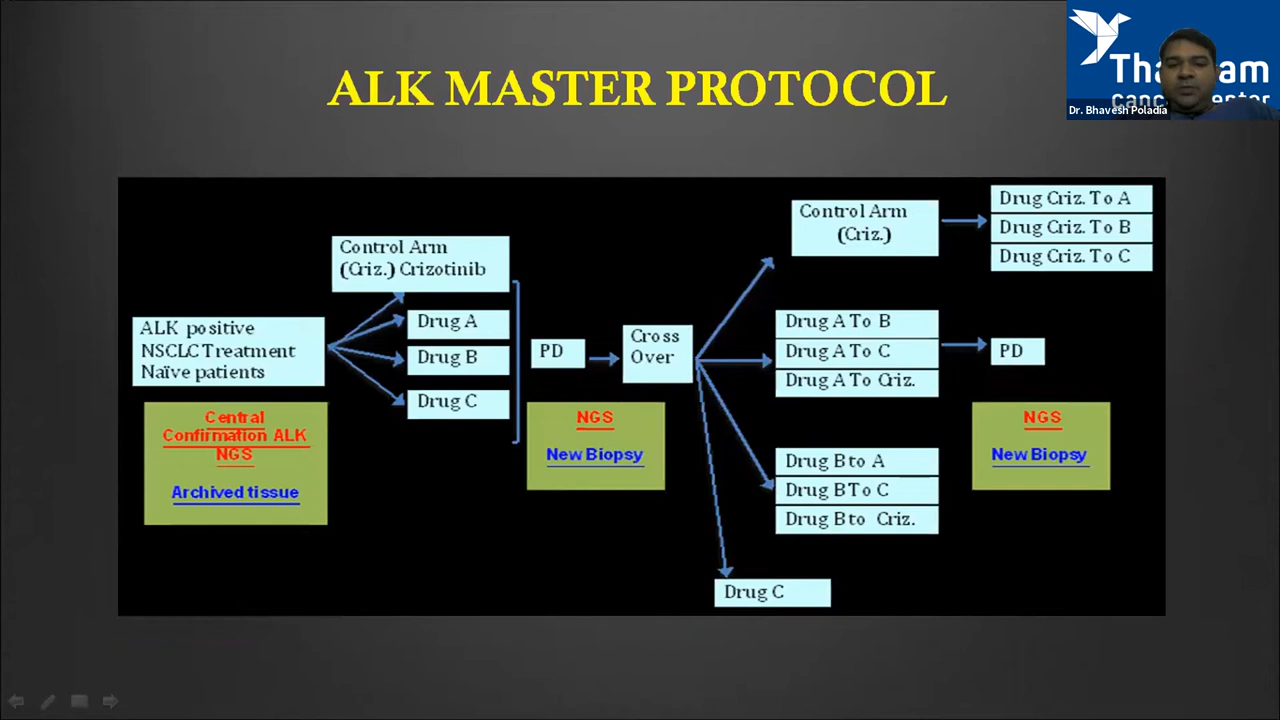 ALK MASTER PROTOCOL
Dr. Bhavesh Poladia
Control Arm
(Criz.) Crizotinib
ALK positive
NSCLC Treatment
Naïve patients
Drug A
Drug B
Drug C
Central
Confirmation ALK
NGS
Archived tissue
PD
Cross
Over
NGS
New Biopsy
Control Arm
(Criz.)
Drug Criz. To A
Drug Criz. To B
Drug Criz. To C
Drug A To B
Drug A To C
Drug A To Criz.
PD
Drug B to A
Drug B To C
Drug B to Criz.
NGS
New Biopsy
Drug C